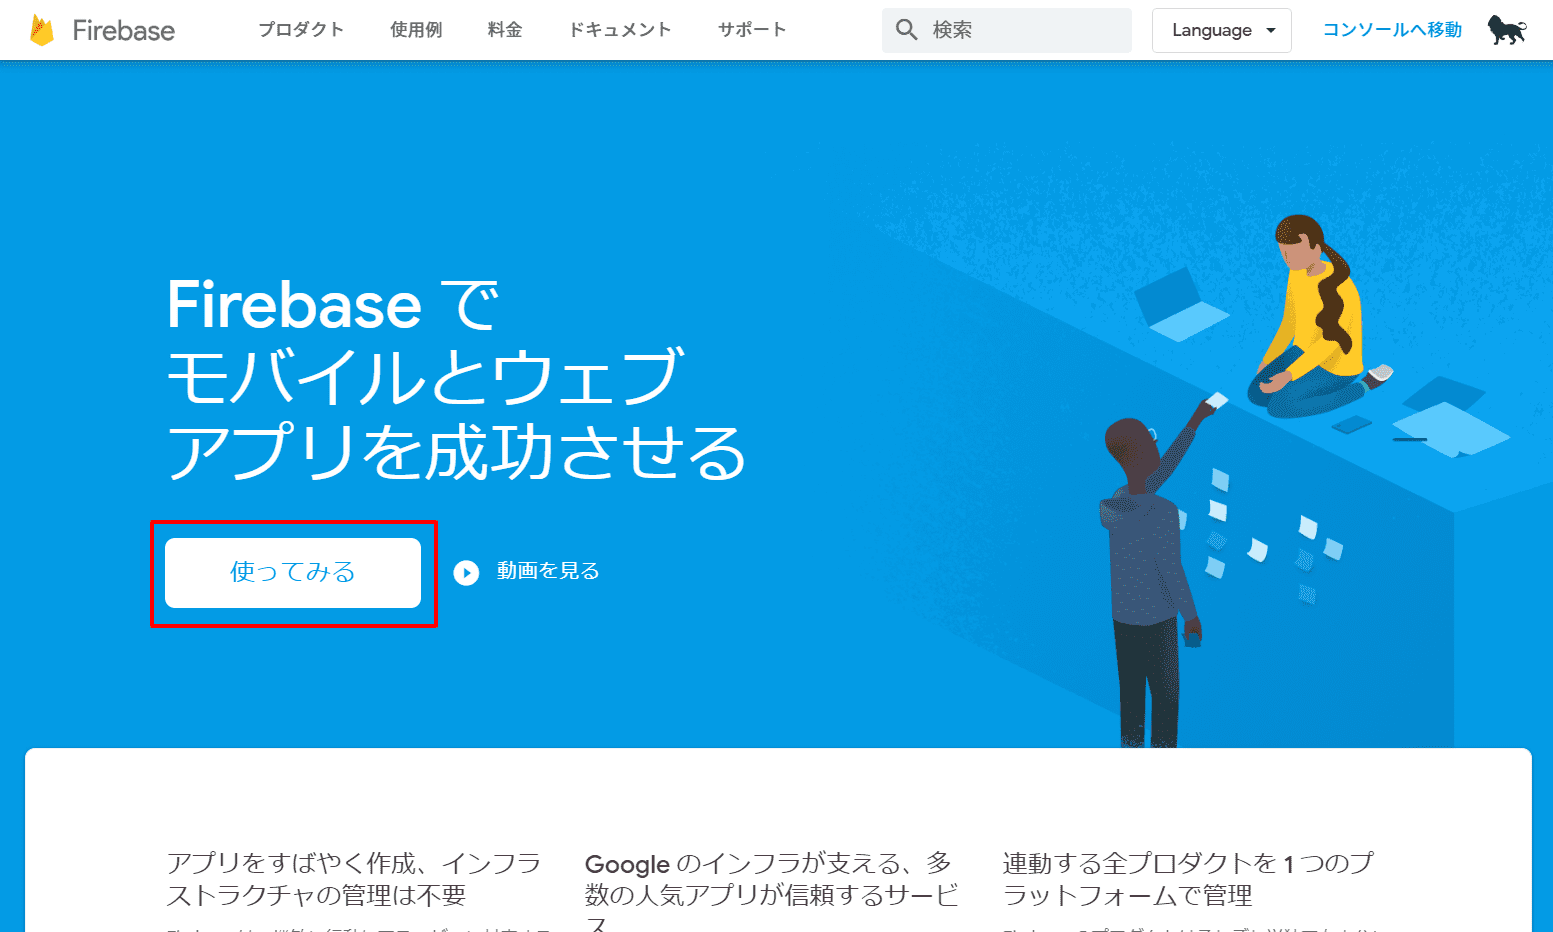 Firebase
プロダクト 使用例 料金 ドキュメント サポート
検索
Language
コンソールへ移動
Firebase で
モバイルとウェブ
アプリを成功させる
使ってみる
動画を見る
アプリをすばやく作成、インフラ
ストラクチャの管理は不要
Google のインフラが支える、多
数の人気アプリが信頼するサービ
ス
連動する全プロダクトを 1 つのプ
ラットフォームで管理